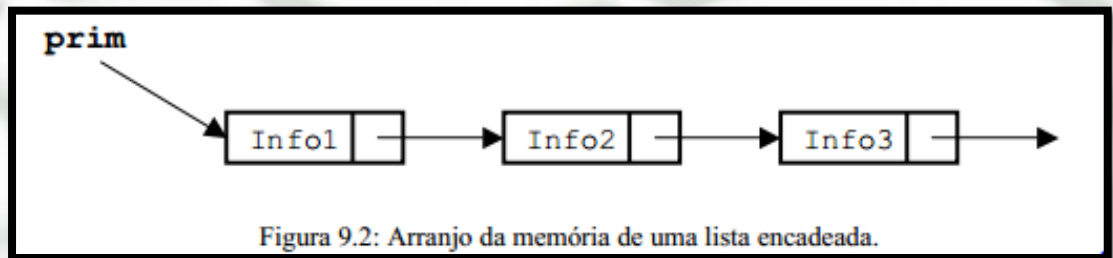 prim
Info1 Info2 Info3
Figura 9.2: Arranjo da memória de uma lista encadeada.